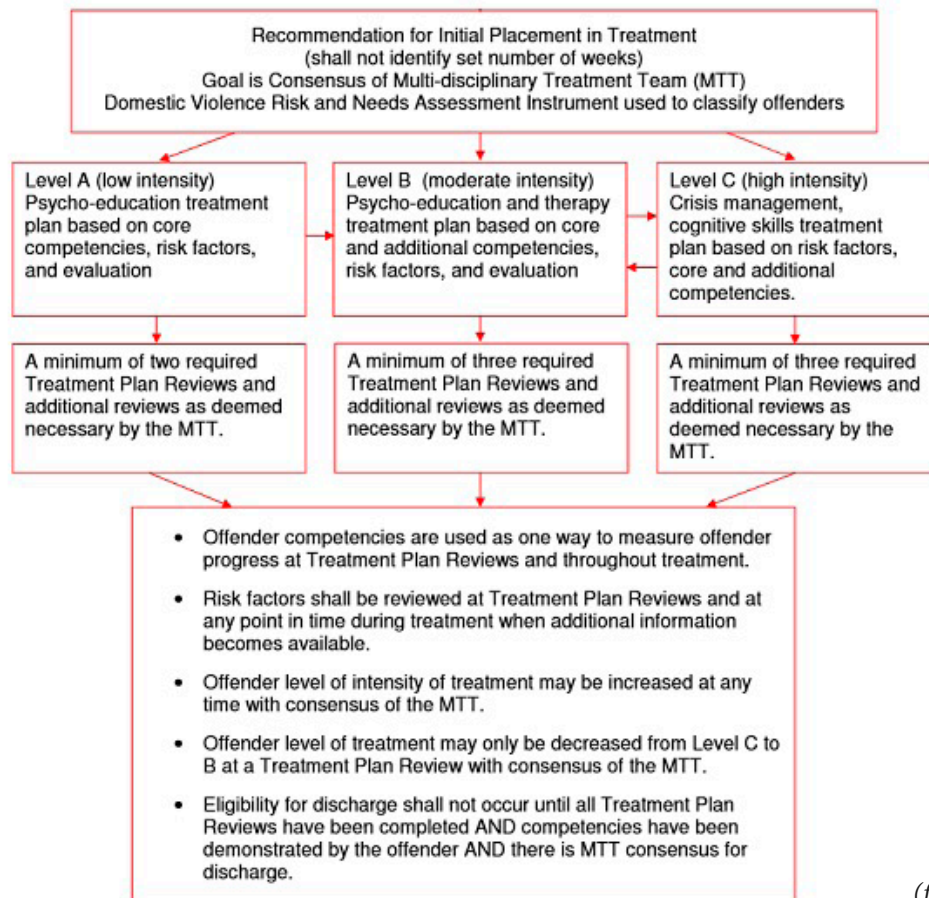 Recommendation for Initial Placement in Treatment
(shall not identify set number of weeks)
Goal is Consensus of Multi-disciplinary Treatment Team (MTT)
Domestic Violence Risk and Needs Assessment Instrument used to classify offenders
Level A (low intensity)
Psycho-education treatment
plan based on core
competencies, risk factors,
and evaluation
Level B (moderate intensity)
Psycho-education and therapy
treatment plan based on core
and additional competencies,
risk factors, and evaluation
Level C (high intensity)
Crisis management,
cognitive skills treatment
plan based on risk factors,
core and additional
competencies.
A minimum of two required
Treatment Plan Reviews and
additional reviews as deemed
necessary by the MTT.
A minimum of three required
Treatment Plan Reviews and
additional reviews as deemed
necessary by the MTT.
A minimum of three required
Treatment Plan Reviews and
additional reviews as
deemed necessary by the
MTT.
• Offender competencies are used as one way to measure offender
progress at Treatment Plan Reviews and throughout treatment.
• Risk factors shall be reviewed at Treatment Plan Reviews and at
any point in time during treatment when additional information
becomes available.
• Offender level of intensity of treatment may be increased at any
time with consensus of the MTT.
• Offender level of treatment may only be decreased from Level C to
B at a Treatment Plan Review with consensus of the MTT.
• Eligibility for discharge shall not occur until all Treatment Plan
Reviews have been completed AND competencies have been
demonstrated by the offender AND there is MTT consensus for
discharge.